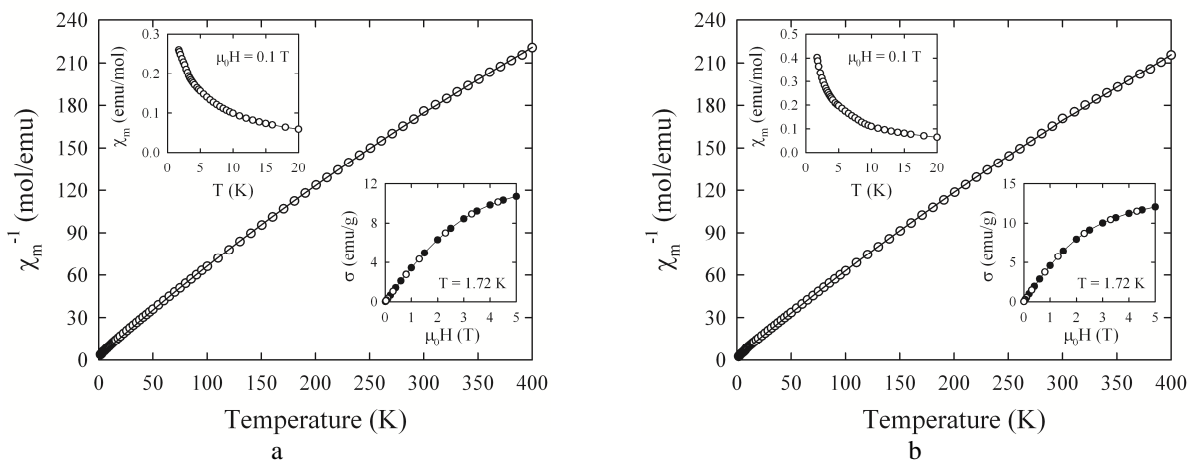 240
210
180
150
120
90
60
30
0
χm-1 (mol/emu)
0 50 100 150 200 250 300 350 400
Temperature (K)
0.3
0.2
0.1
0.0
χm (emu/mol)
μ0H = 0.1 T
0 5 10 15 20
T (K)
12
8
4
0
σ (emu/g)
T = 1.72 K
0 1 2 3 4 5
μ0H (T)
a
240
210
180
150
120
90
60
30
0
χm-1 (mol/emu)
0 50 100 150 200 250 300 350 400
Temperature (K)
0.5
0.4
0.3
0.2
0.1
0.0
χm (emu/mol)
μ0H = 0.1 T
0 5 10 15 20
T (K)
15
10
5
0
σ (emu/g)
T = 1.72 K
0 1 2 3 4 5
μ0H (T)
b